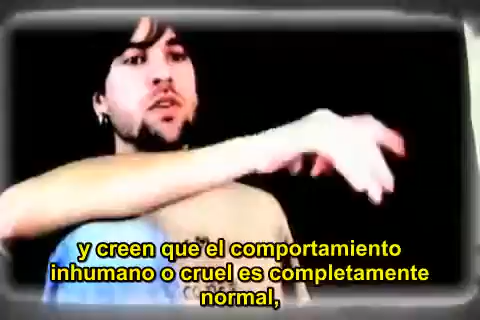 y creen que el comportamiento
inhumano o cruel es completamente
normal,